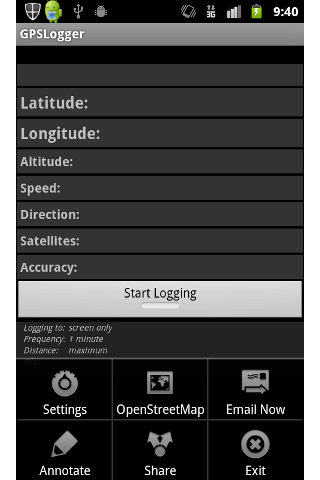 3G 9:40
GPSLogger
Latitude:
Longitude:
Altitude:
Speed:
Direction:
Satellites:
Accuracy:
Start Logging
Logging to: screen only
Frequency: 1 minute
Distance: maximum
Settings OpenStreetMap Email Now
Annotate Share Exit